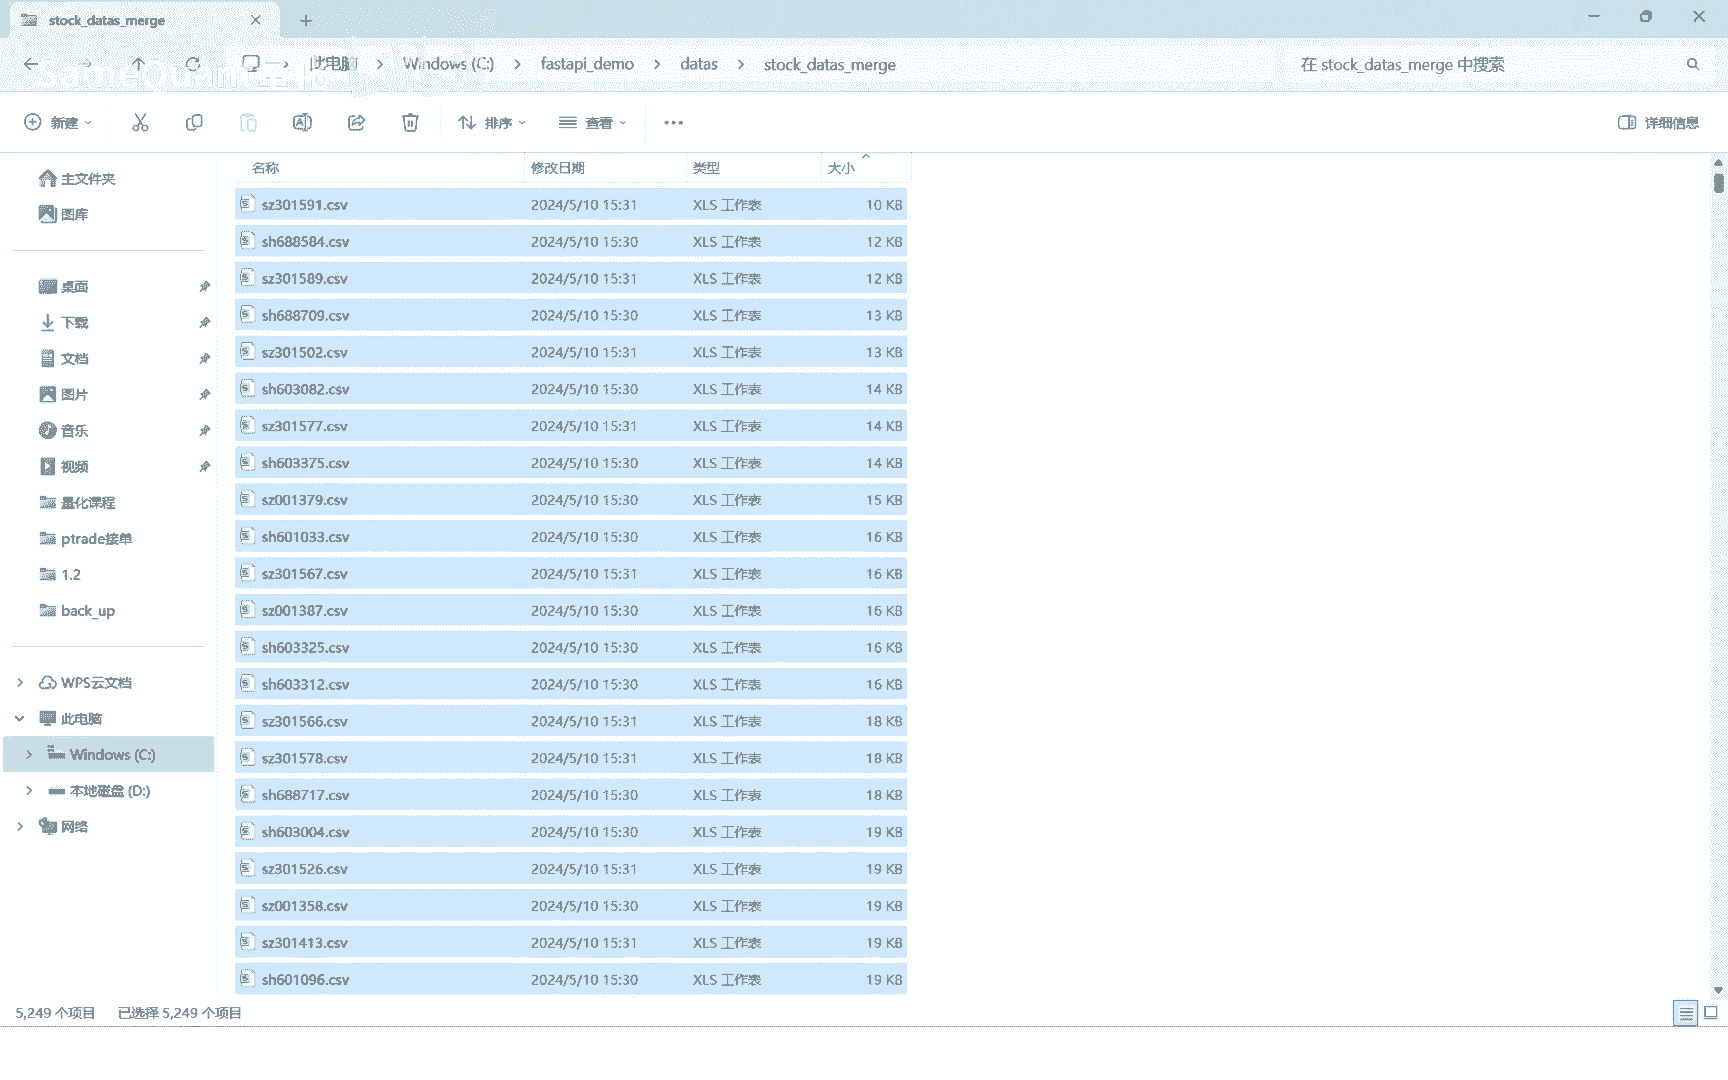 stock_datas_merge
此电脑 > Windows (C:) > fastapi_demo > datas > stock_datas_merge
在 stock_datas_merge 中搜索
SameQuant量化
新建 排序 查看 ••• 详细信息
名称 修改日期 类型 大小
主文件夹
图库
桌面
下载
文档
图片
音乐
视频
量化课程
ptrade接单
1.2
back_up
WPS云文档
此电脑
Windows (C:)
本地磁盘 (D:)
网络
sz301591.csv 2024/5/10 15:31 XLS 工作表 10 KB
sh688584.csv 2024/5/10 15:30 XLS 工作表 12 KB
sz301589.csv 2024/5/10 15:31 XLS 工作表 12 KB
sh688709.csv 2024/5/10 15:30 XLS 工作表 13 KB
sz301502.csv 2024/5/10 15:31 XLS 工作表 13 KB
sh603082.csv 2024/5/10 15:30 XLS 工作表 14 KB
sz301577.csv 2024/5/10 15:31 XLS 工作表 14 KB
sh603375.csv 2024/5/10 15:30 XLS 工作表 14 KB
sz001379.csv 2024/5/10 15:30 XLS 工作表 15 KB
sh601033.csv 2024/5/10 15:30 XLS 工作表 16 KB
sz301567.csv 2024/5/10 15:31 XLS 工作表 16 KB
sz001387.csv 2024/5/10 15:30 XLS 工作表 16 KB
sh603325.csv 2024/5/10 15:30 XLS 工作表 16 KB
sh603312.csv 2024/5/10 15:30 XLS 工作表 16 KB
sz301566.csv 2024/5/10 15:31 XLS 工作表 18 KB
sz301578.csv 2024/5/10 15:31 XLS 工作表 18 KB
sh688717.csv 2024/5/10 15:30 XLS 工作表 18 KB
sh603004.csv 2024/5/10 15:30 XLS 工作表 19 KB
sz301526.csv 2024/5/10 15:31 XLS 工作表 19 KB
sz001358.csv 2024/5/10 15:30 XLS 工作表 19 KB
sz301413.csv 2024/5/10 15:31 XLS 工作表 19 KB
sh601096.csv 2024/5/10 15:30 XLS 工作表 19 KB
5,249 个项目 已选择 5,249 个项目